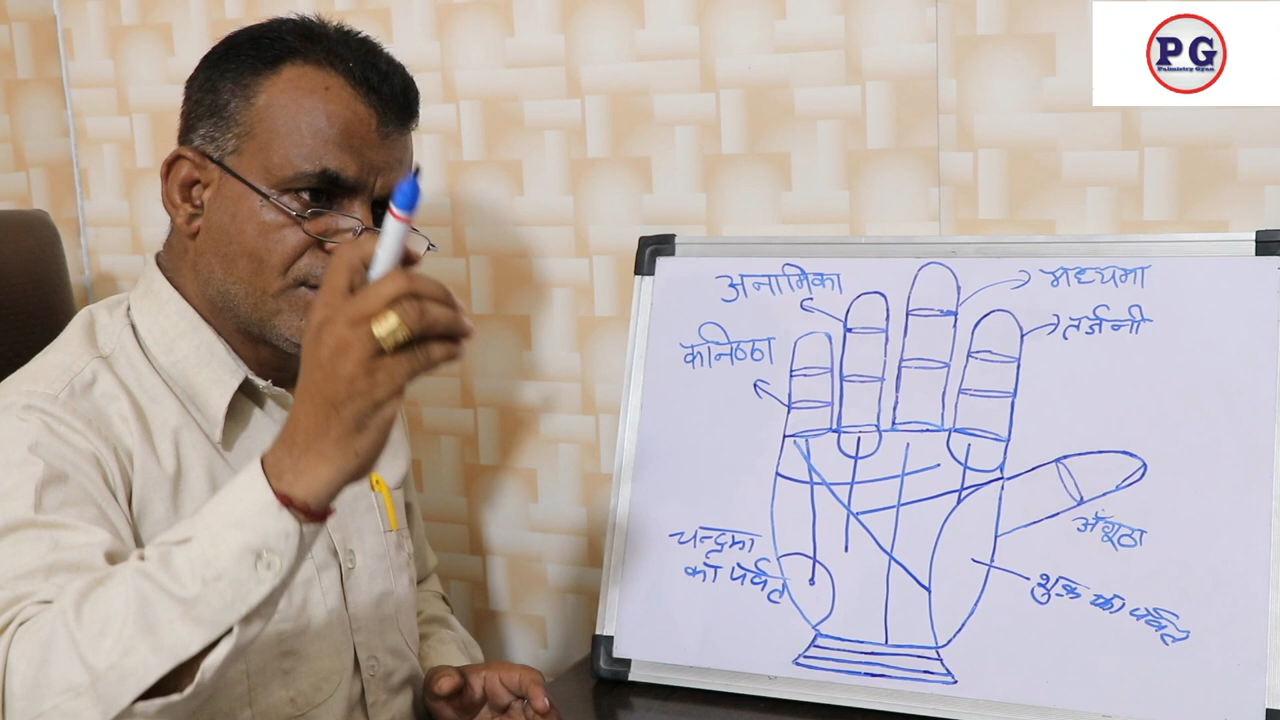 PG
Palmistry Gyan
अनामिका
मध्यमा
तर्जनी
कनिष्ठा
अँगूठा
चन्द्रमा
का पर्वत
शुक्र का पर्वत